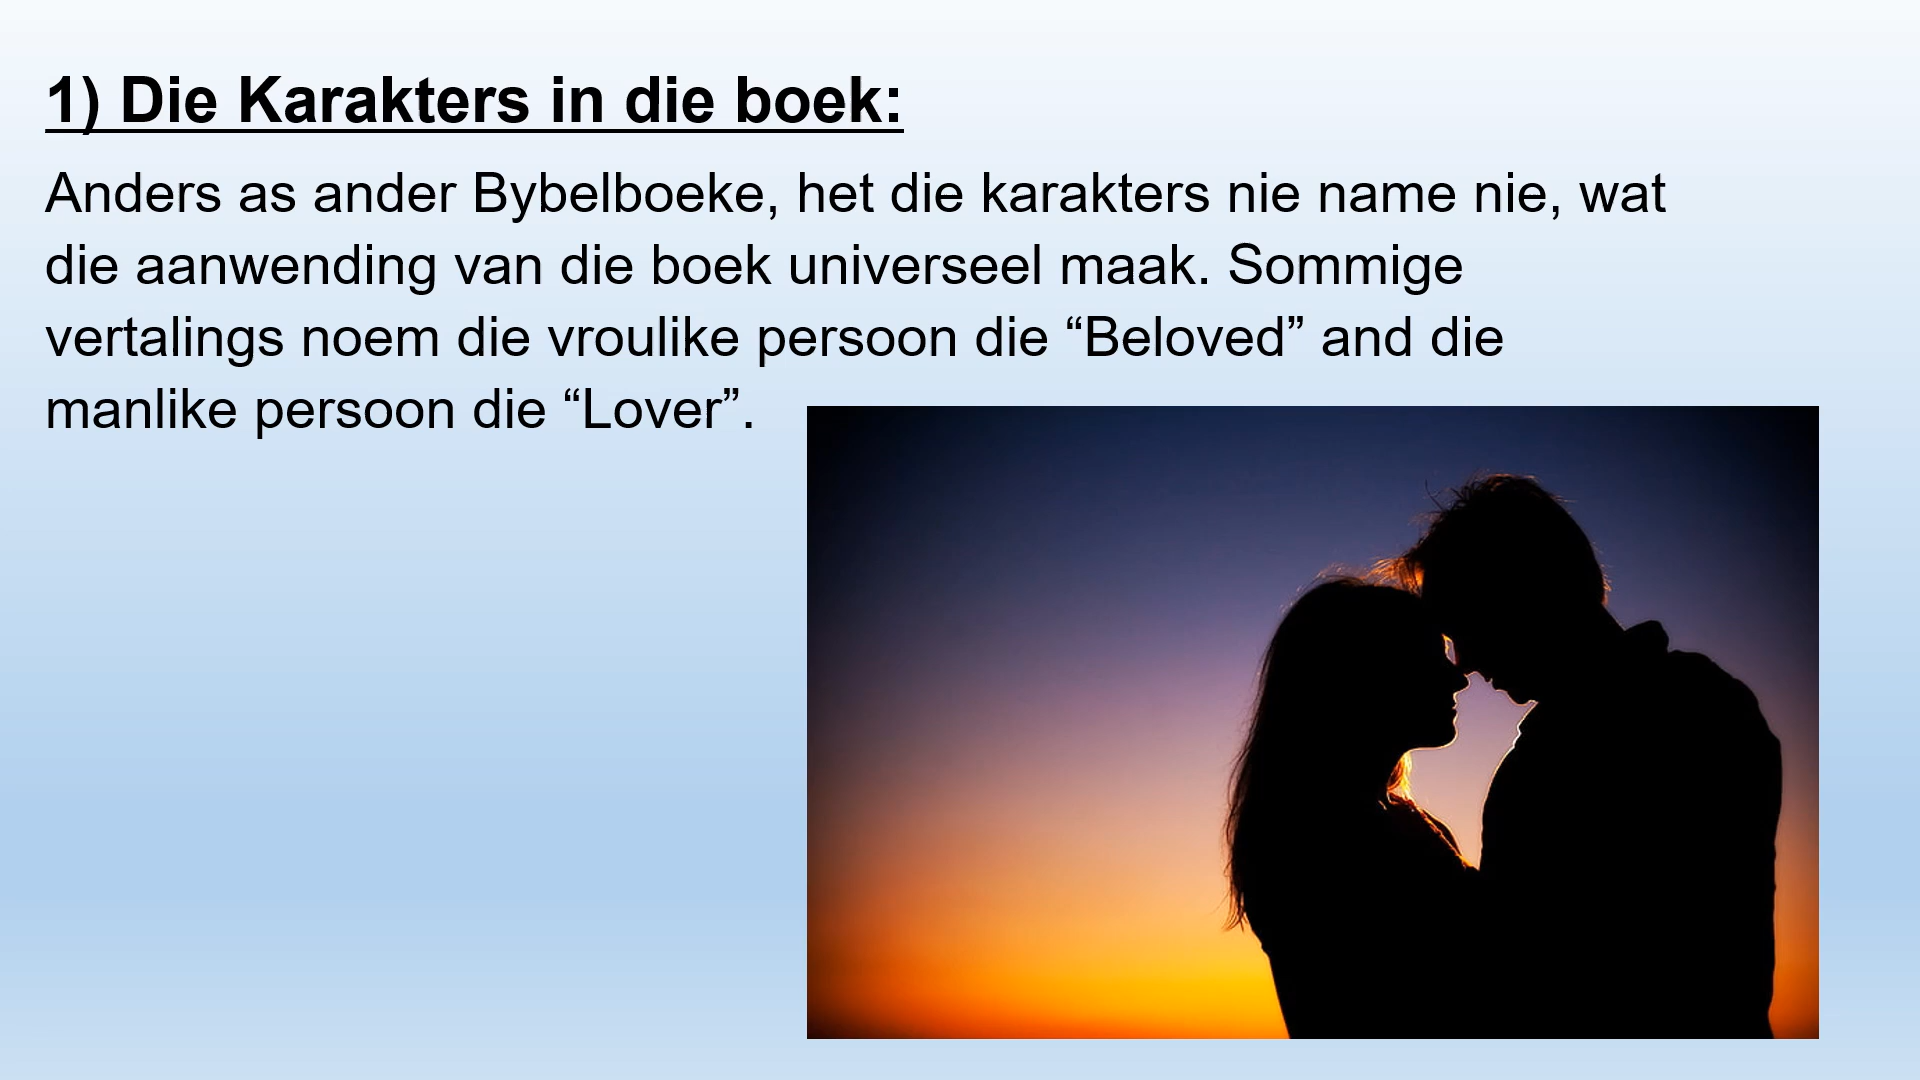 1) Die Karakters in die boek:
Anders as ander Bybelboeke, het die karakters nie name nie, wat
die aanwending van die boek universeel maak. Sommige
vertalings noem die vroulike persoon die “Beloved” and die
manlike persoon die “Lover”.